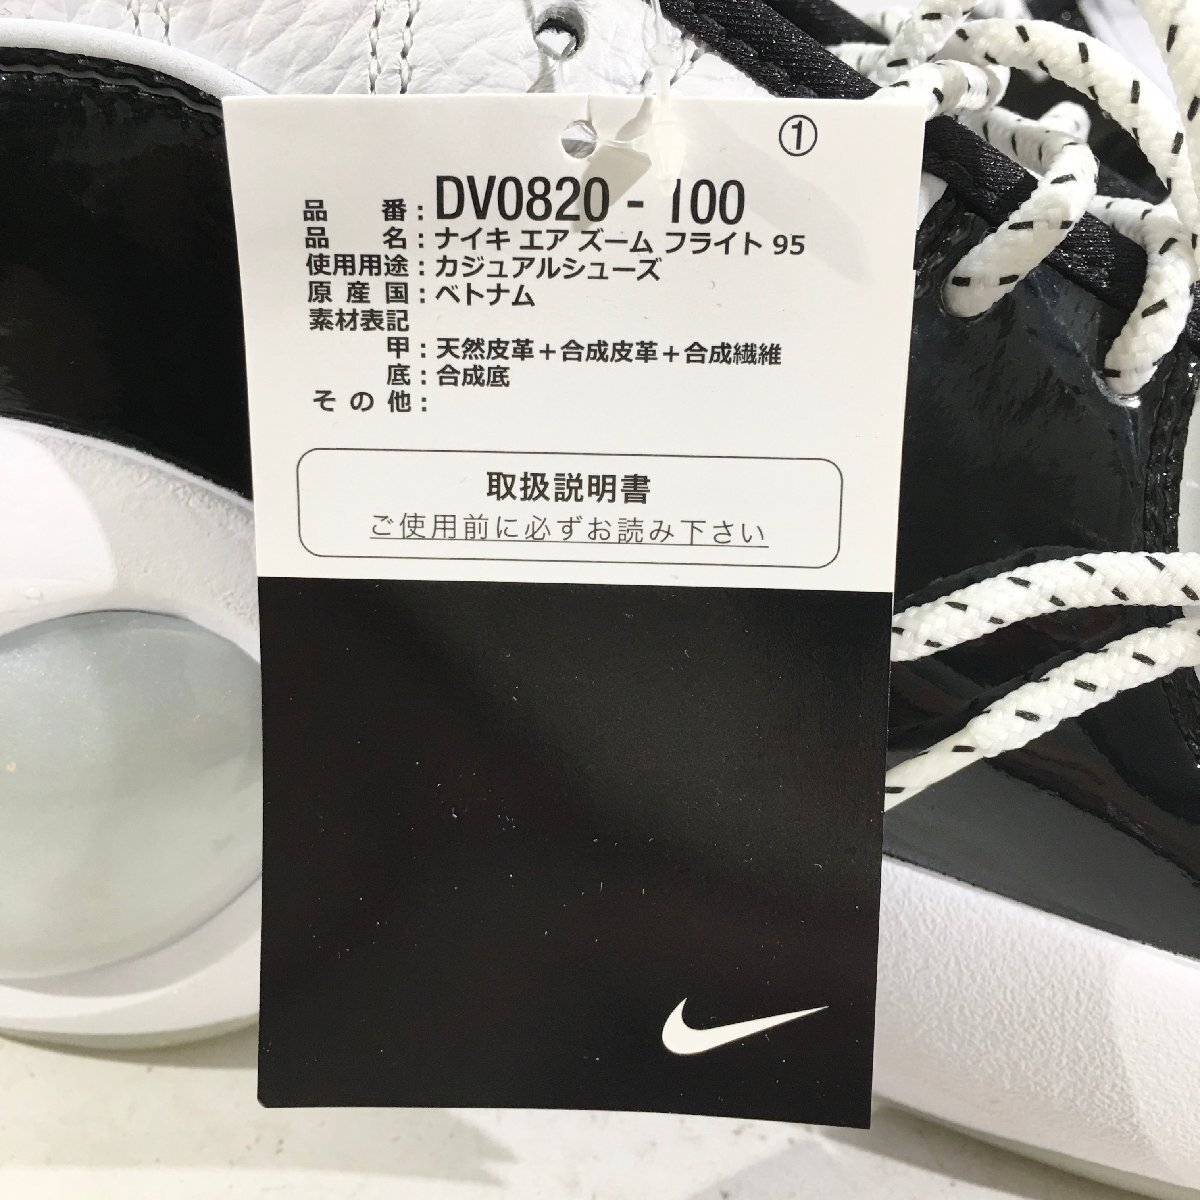 ①
品番:DV0820-100
品名:ナイキ エア ズーム フライト 95
使用用途:カジュアルシューズ
原産国:ベトナム
素材表記
甲:天然皮革+合成皮革+合成繊維
底:合成底
その他:
取扱説明書
ご使用前に必ずお読み下さい